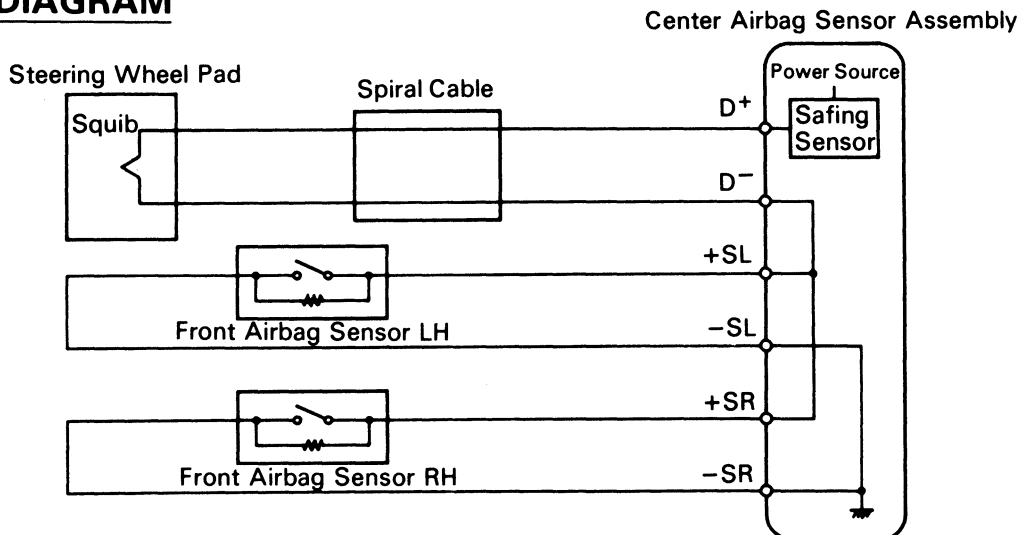 DIAGRAM
Center Airbag Sensor Assembly
Steering Wheel Pad
Spiral Cable
Power Source
Squib
D+
Safing
Sensor
D−
+SL
Front Airbag Sensor LH
−SL
+SR
Front Airbag Sensor RH
−SR